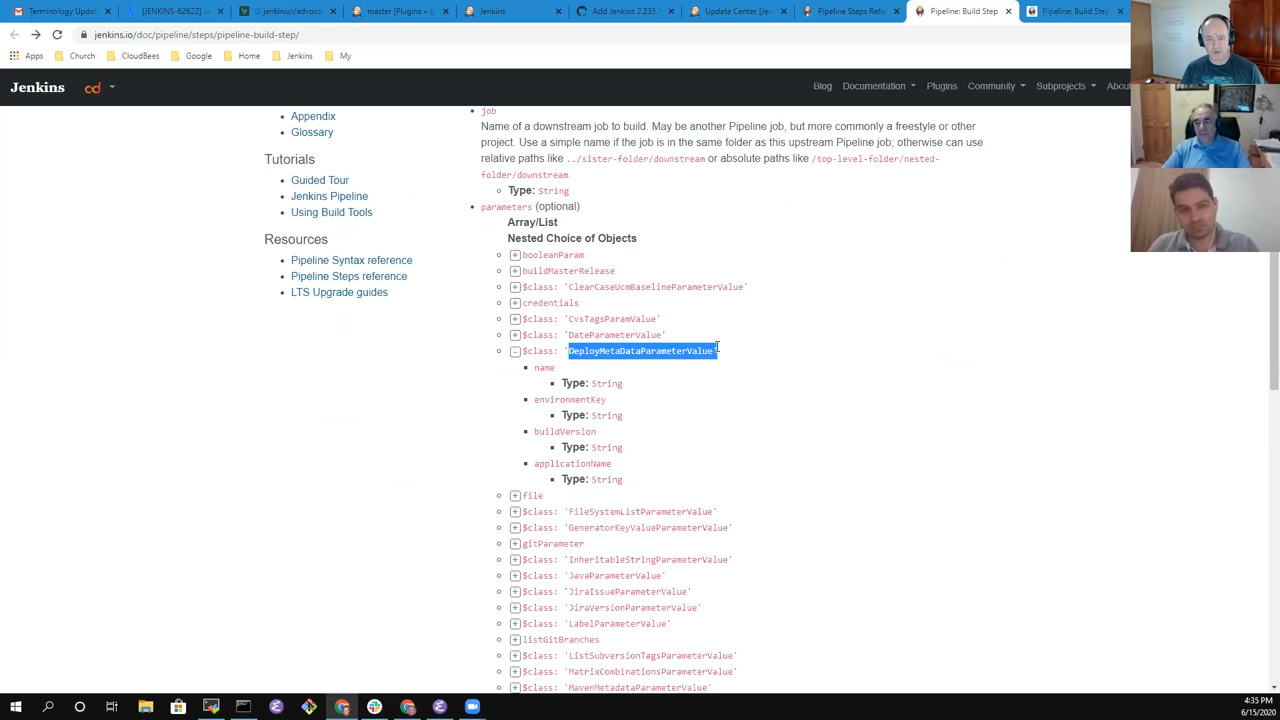 Terminology Update
[JENKINS-62622]
jenkinsci/advoca
master [Plugins » g
Jenkins
Add Jenkins 2.235.
Update Center [Jen
Pipeline Steps Refe
Pipeline: Build Step
Pipeline: Build Step
jenkins.io/doc/pipeline/steps/pipeline-build-step/
Apps Church CloudBees Google Home Jenkins My
Jenkins cd Blog Documentation Plugins Community Subprojects About
Appendix
Glossary
Tutorials
Guided Tour
Jenkins Pipeline
Using Build Tools
Resources
Pipeline Syntax reference
Pipeline Steps reference
LTS Upgrade guides
job
Name of a downstream job to build. May be another Pipeline job, but more commonly a freestyle or other
project. Use a simple name if the job is in the same folder as this upstream Pipeline job; otherwise can use
relative paths like ../sister-folder/downstream or absolute paths like /top-level-folder/nested-
folder/downstream.
Type: String
parameters (optional)
Array/List
Nested Choice of Objects
booleanParam
buildMasterRelease
$class: 'ClearCaseUcmBaselineParameterValue'
credentials
$class: 'CvsTagsParamValue'
$class: 'DateParameterValue'
$class: 'DeployMetaDataParameterValue'
name
Type: String
environmentKey
Type: String
buildVersion
Type: String
applicationName
Type: String
file
$class: 'FileSystemListParameterValue'
$class: 'GeneratorKeyValueParameterValue'
gitParameter
$class: 'InheritableStringParameterValue'
$class: 'JavaParameterValue'
$class: 'JiraIssueParameterValue'
$class: 'JiraVersionParameterValue'
$class: 'LabelParameterValue'
listGitBranches
$class: 'ListSubversionTagsParameterValue'
$class: 'MatrixCombinationsParameterValue'
$class: 'MavenMetadataParameterValue'
4:35 PM
6/15/2020